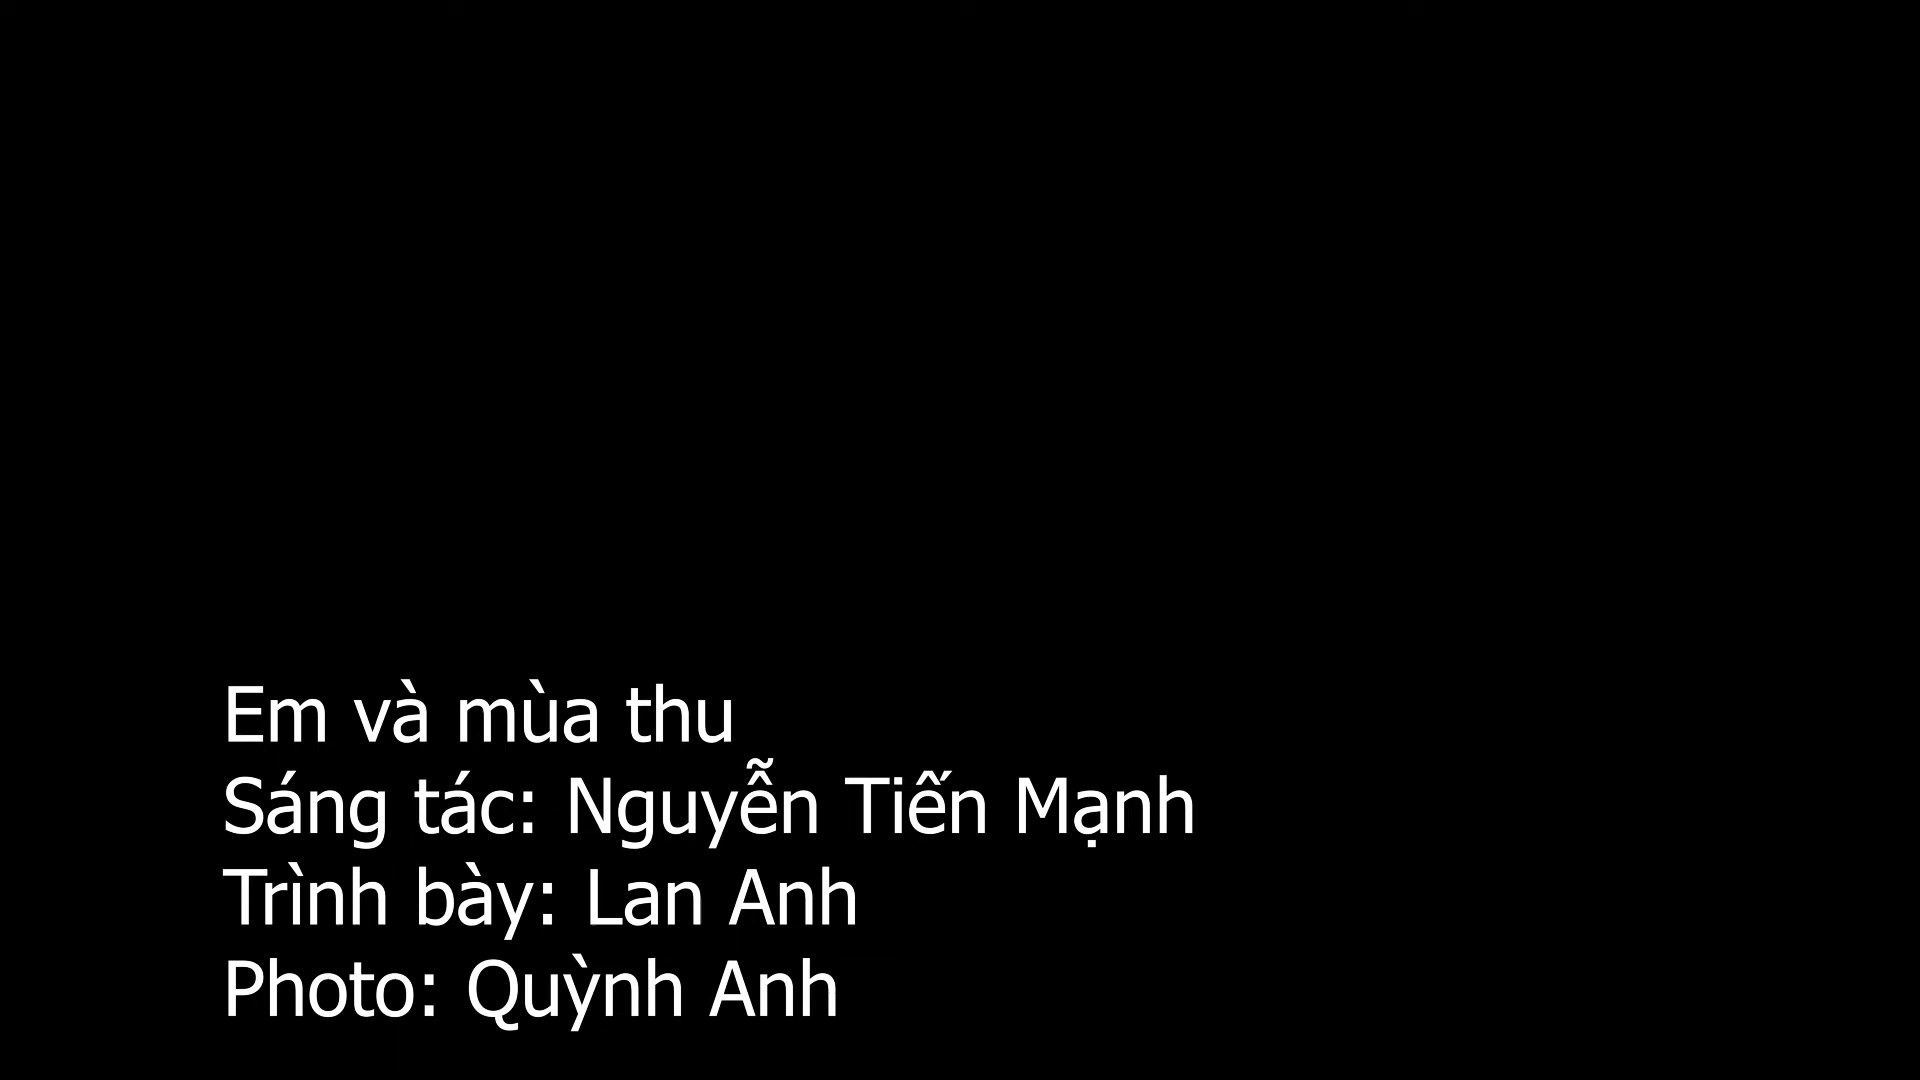 Em và mùa thu
Sáng tác: Nguyễn Tiến Mạnh
Trình bày: Lan Anh
Photo: Quỳnh Anh